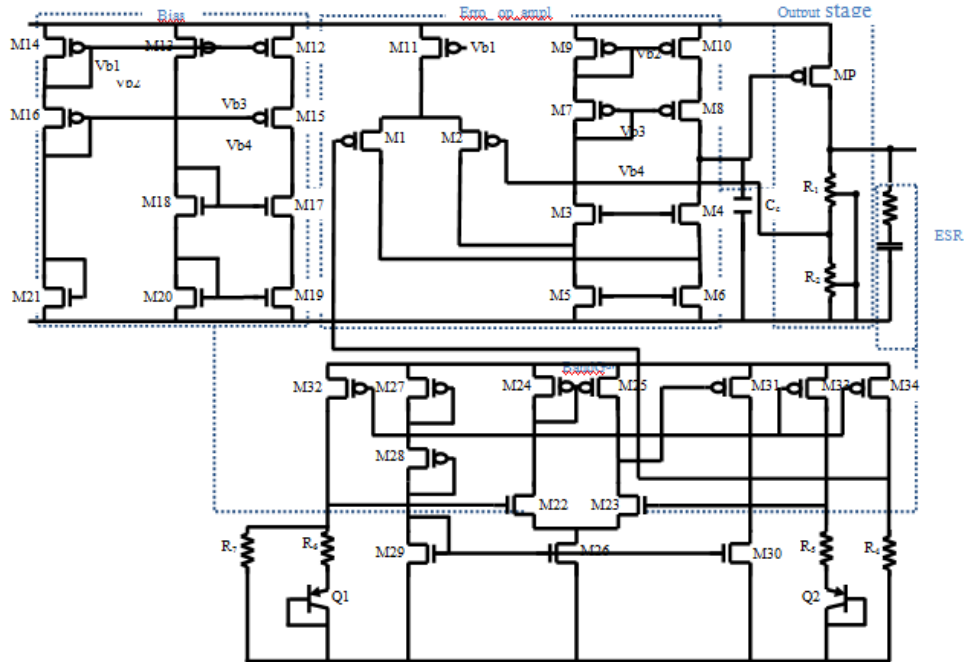 Bias
Erro_ op_ampl
Output stage
M14
M13
M12
M11
Vb1
M9
Vb2
M10
Vb1
Vb2
MP
M16
Vb3
M15
M7
Vb3
M8
M1
M2
Vb4
Vb4
R1
M18
M17
M3
M4
Cc
ESR
M21
M20
M19
M5
M6
R2
M32
M27
M24
M25
M31
M33
M34
M28
M22
M23
R7
R6
M29
M26
M30
R5
Q1
Q2